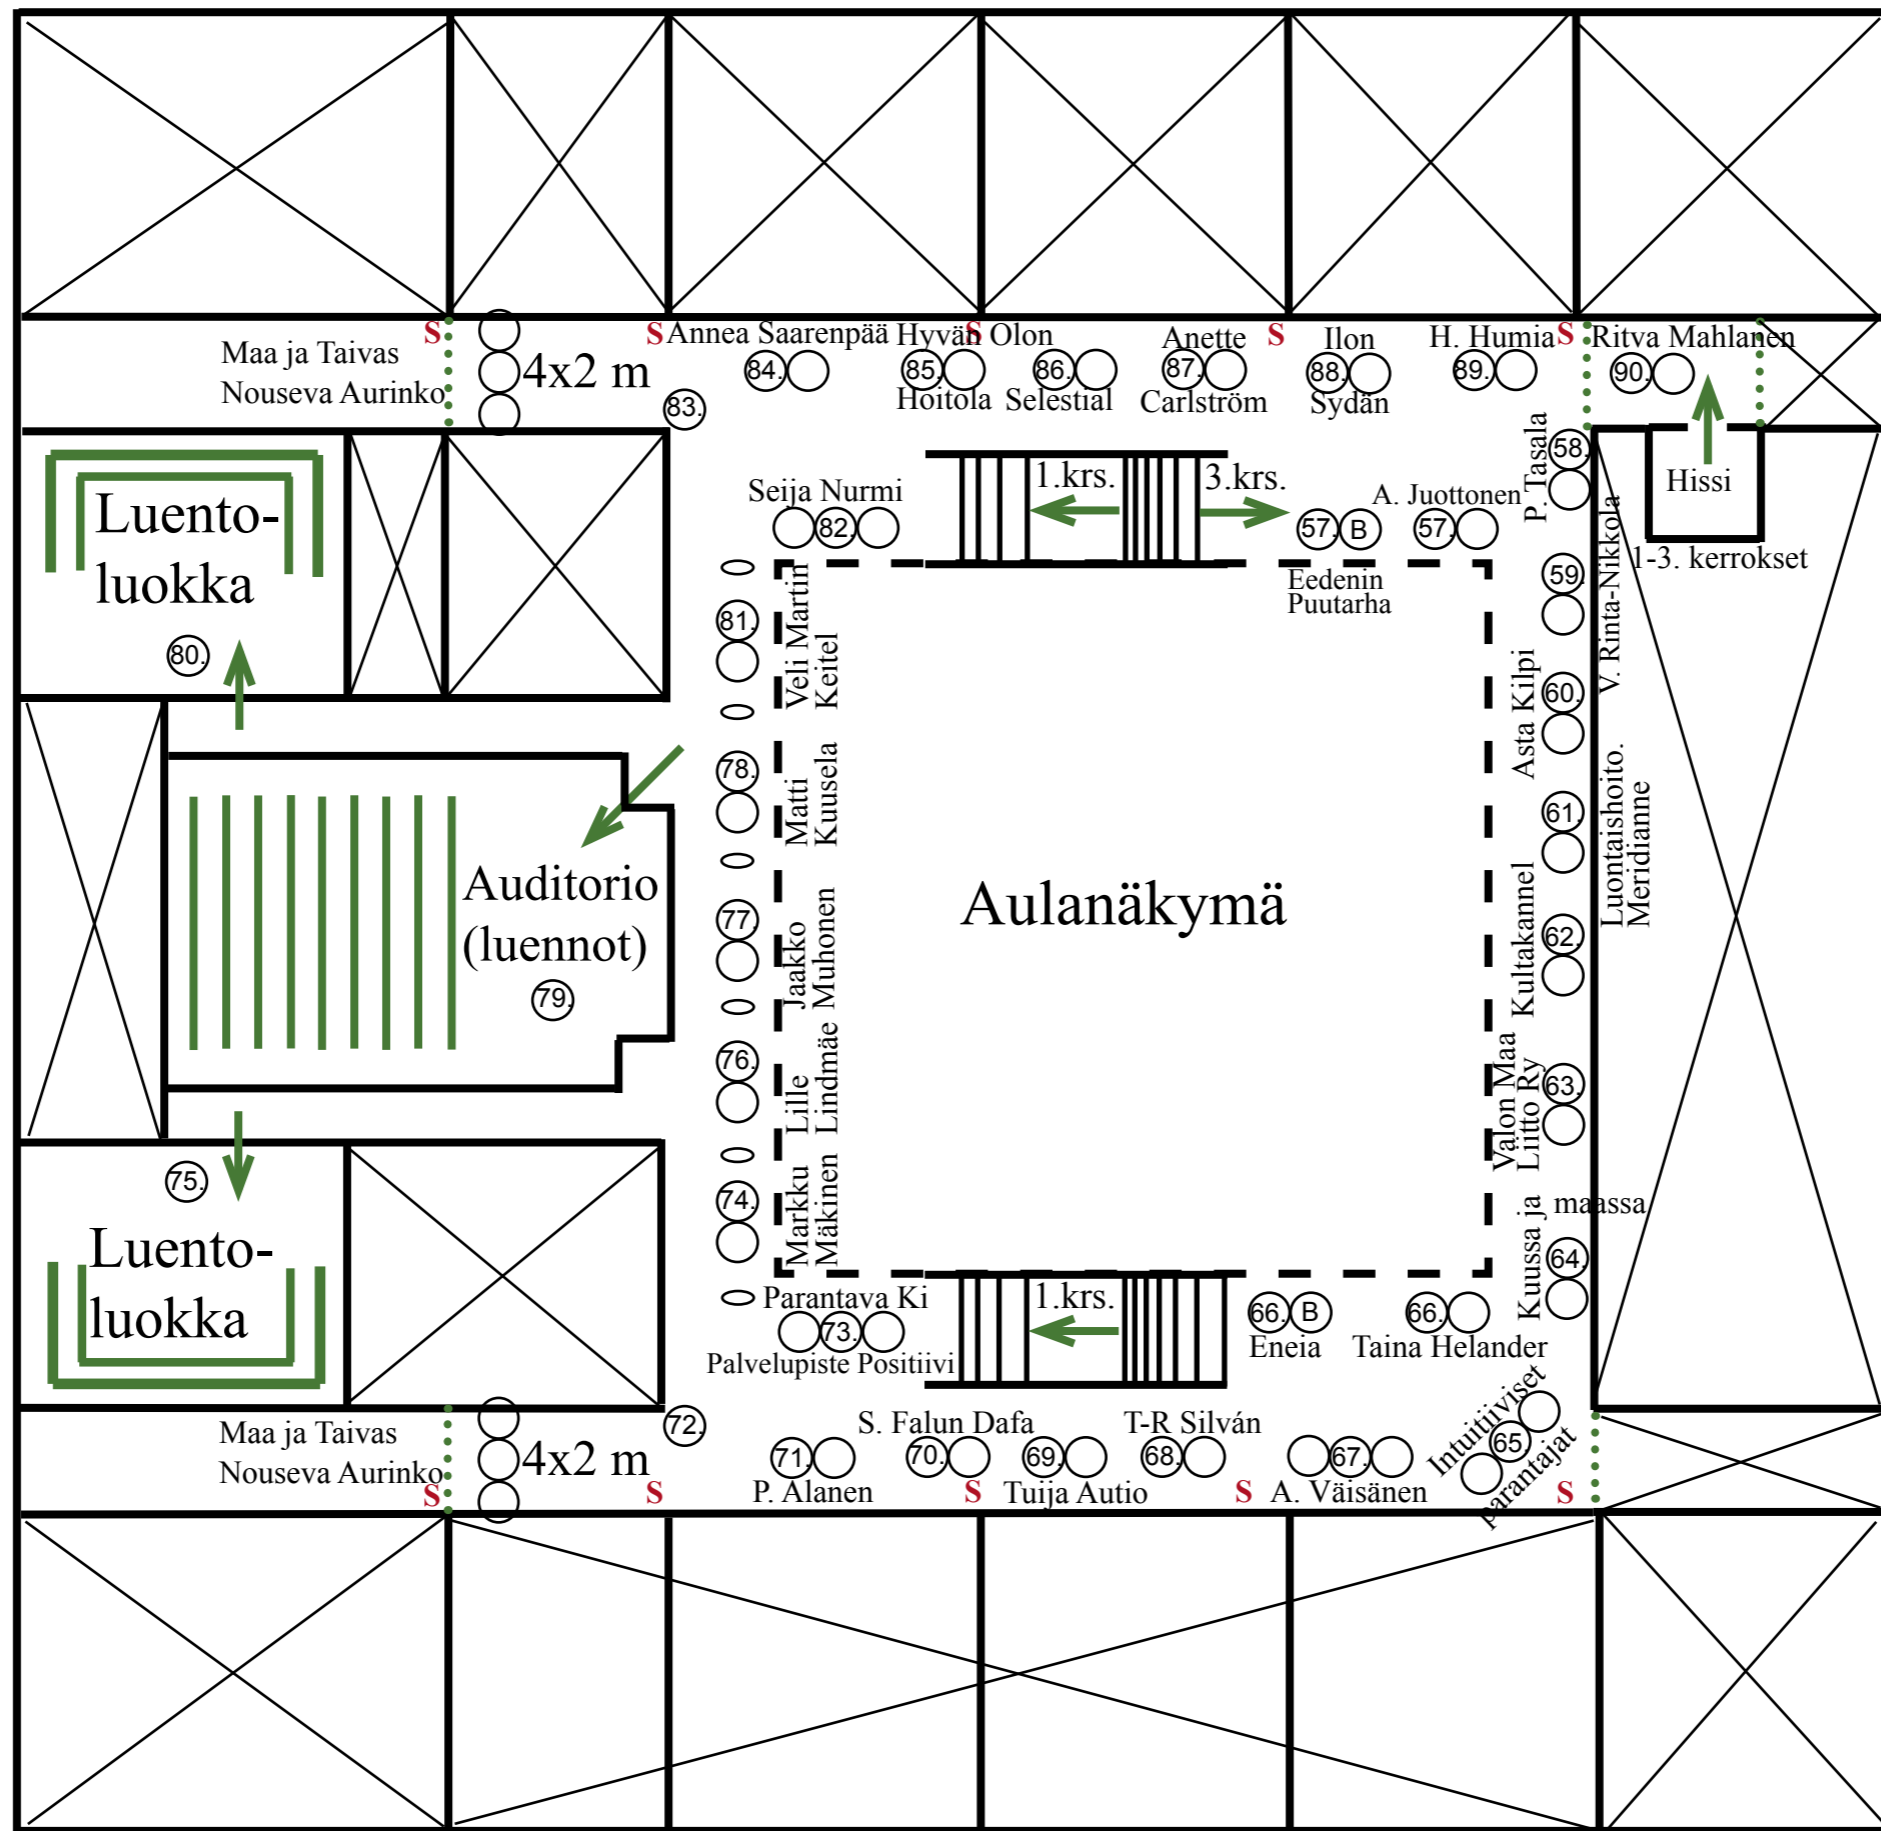 S
S Annea Saarenpää Hyvän Olon
S
Anette
S
Ilon
H. Humia
S
Ritva Mahlanen
Maa ja Taivas
Nouseva Aurinko
4x2 m
83.
84.
85.
86.
87.
88.
89.
90.
Hoitola
Selestial
Carlström
Sydän
Luento-
luokka
80.
Seija Nurmi
82.
1.krs.
3.krs.
57.
B
A. Juottonen
57.
Eedenin
Puutarha
P. Tasala
58.
Hissi
1-3. kerrokset
59.
V. Rinta-Nikkola
Asta Kilpi
60.
61.
Luontaishoito.
Meridianne
Kultakannel
62.
Valon Maa
Liitto Ry
63.
Kuussa ja
maassa
64.
81.
Veli Martin
Keitel
78.
Matti
Kuusela
77.
Jaakko
Muhonen
76.
Lille
Lindmäe
74.
Markku
Mäkinen
Auditorio
(luennot)
79.
Aulanäkymä
75.
Luento-
luokka
Parantava Ki
73.
Palvelupiste Positiivi
1.krs.
66.
B
Eneia
66.
Taina Helander
Intuitiiviset
65.
parantajat
Maa ja Taivas
Nouseva Aurinko
S
4x2 m
72.
S
71.
P. Alanen
S. Falun Dafa
70.
S
69.
Tuija Autio
T-R Silván
68.
S
67.
A. Väisänen
S